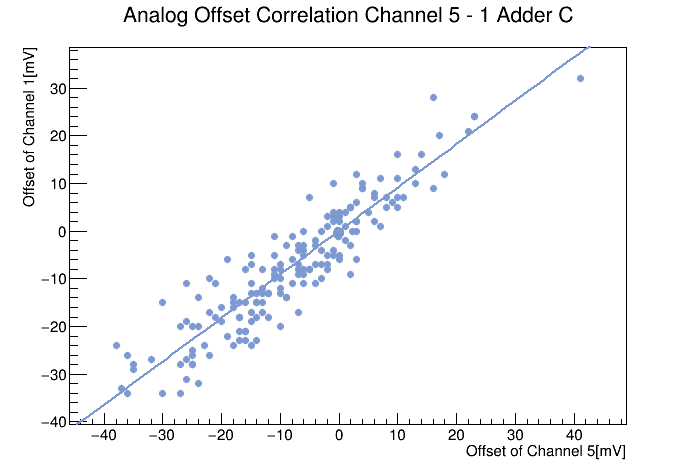 Analog Offset Correlation Channel 5 - 1 Adder C
Offset of Channel 1[mV]
30
20
10
0
−10
−20
−30
−40
−40 −30 −20 −10 0 10 20 30 40
Offset of Channel 5[mV]